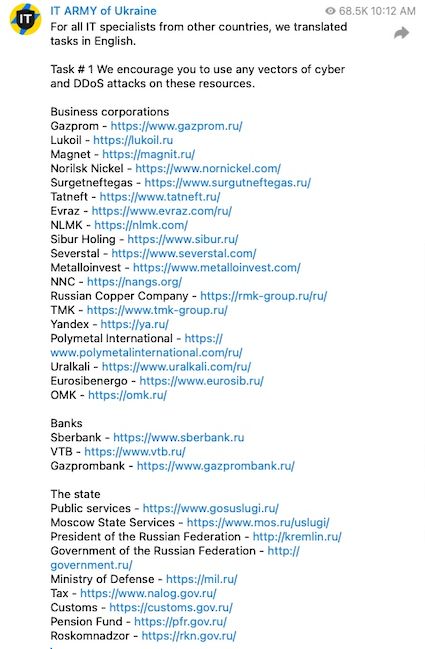 IT ARMY of Ukraine 68.5K 10:12 AM
IT
For all IT specialists from other countries, we translated
tasks in English.
Task # 1 We encourage you to use any vectors of cyber
and DDoS attacks on these resources.
Business corporations
Gazprom - https://www.gazprom.ru/
Lukoil - https://lukoil.ru
Magnet - https://magnit.ru/
Norilsk Nickel - https://www.nornickel.com/
Surgetneftegas - https://www.surgutneftegas.ru/
Tatneft - https://www.tatneft.ru/
Evraz - https://www.evraz.com/ru/
NLMK - https://nlmk.com/
Sibur Holing - https://www.sibur.ru/
Severstal - https://www.severstal.com/
Metalloinvest - https://www.metalloinvest.com/
NNC - https://nangs.org/
Russian Copper Company - https://rmk-group.ru/ru/
TMK - https://www.tmk-group.ru/
Yandex - https://ya.ru/
Polymetal International - https://
www.polymetalinternational.com/ru/
Uralkali - https://www.uralkali.com/ru/
Eurosibenergo - https://www.eurosib.ru/
OMK - https://omk.ru/
Banks
Sberbank - https://www.sberbank.ru
VTB - https://www.vtb.ru/
Gazprombank - https://www.gazprombank.ru/
The state
Public services - https://www.gosuslugi.ru/
Moscow State Services - https://www.mos.ru/uslugi/
President of the Russian Federation - http://kremlin.ru/
Government of the Russian Federation - http://
government.ru/
Ministry of Defense - https://mil.ru/
Tax - https://www.nalog.gov.ru/
Customs - https://customs.gov.ru/
Pension Fund - https://pfr.gov.ru/
Roskomnadzor - https://rkn.gov.ru/